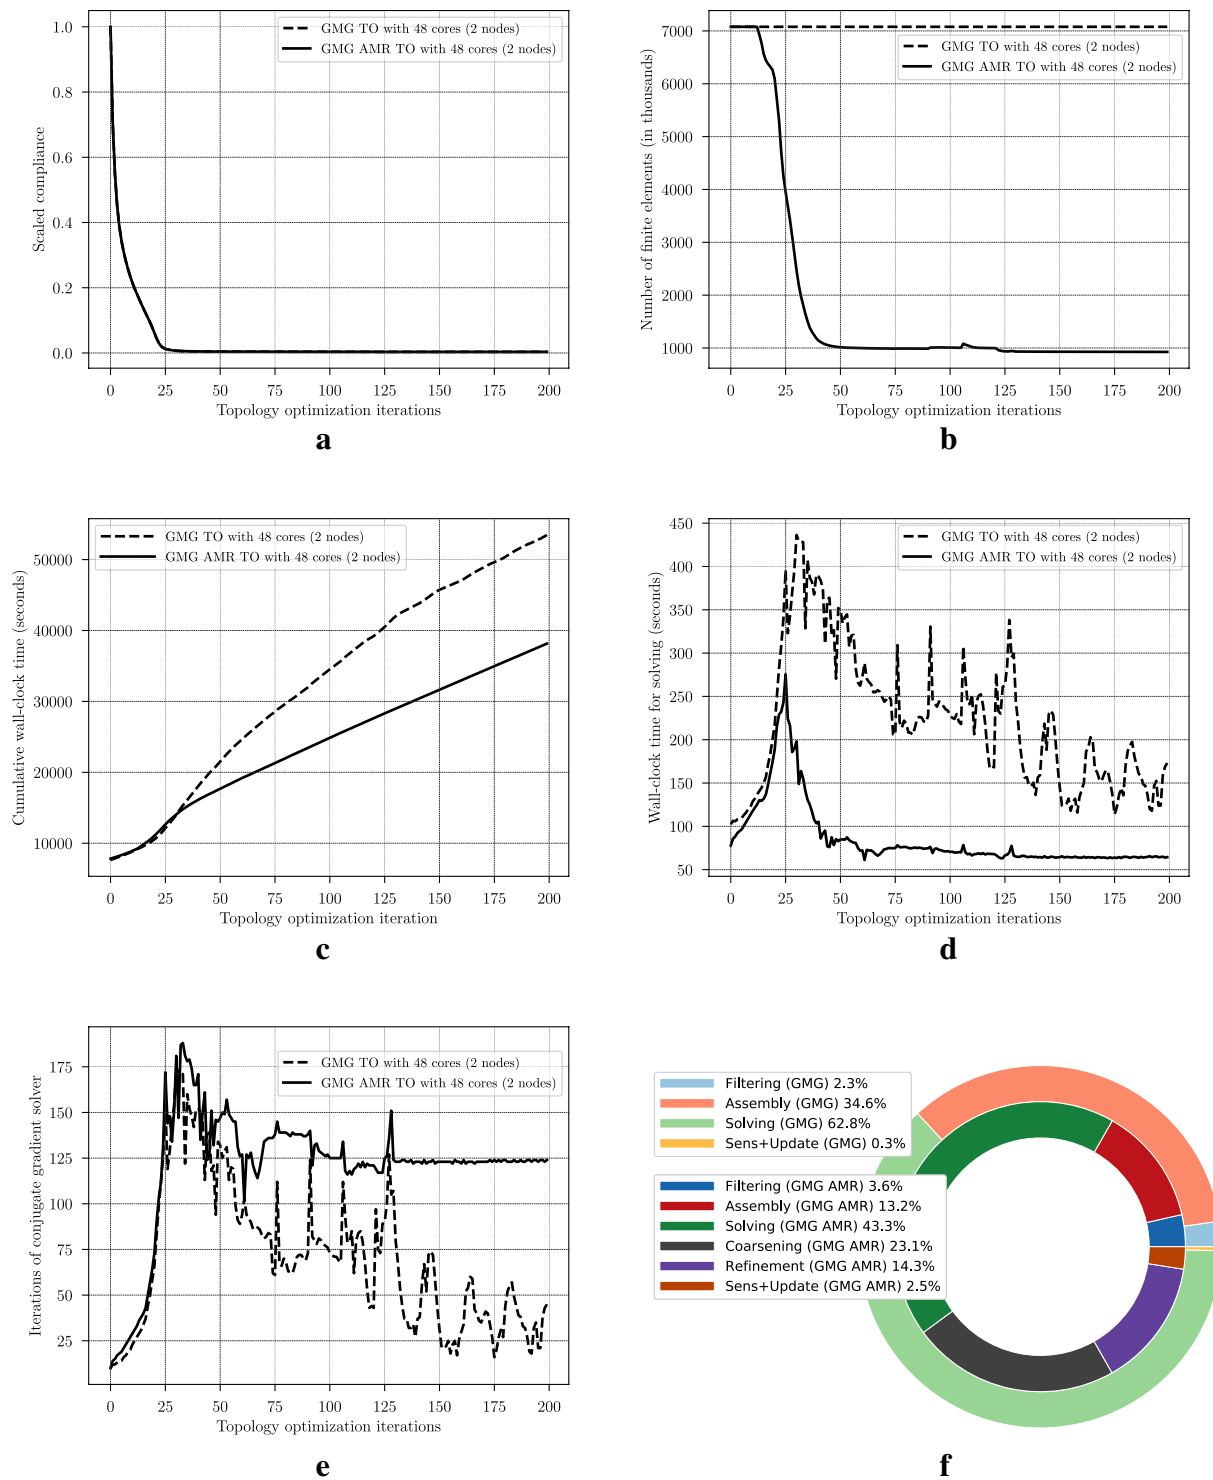 GMG TO with 48 cores (2 nodes)
GMG AMR TO with 48 cores (2 nodes)
Scaled compliance
1.0
0.8
0.6
0.4
0.2
0.0
0 25 50 75 100 125 150 175 200
Topology optimization iterations
a
GMG TO with 48 cores (2 nodes)
GMG AMR TO with 48 cores (2 nodes)
Number of finite elements (in thousands)
7000
6000
5000
4000
3000
2000
1000
0 25 50 75 100 125 150 175 200
Topology optimization iterations
b
GMG TO with 48 cores (2 nodes)
GMG AMR TO with 48 cores (2 nodes)
Cumulative wall-clock time (seconds)
50000
40000
30000
20000
10000
0 25 50 75 100 125 150 175 200
Topology optimization iteration
c
GMG TO with 48 cores (2 nodes)
GMG AMR TO with 48 cores (2 nodes)
Wall-clock time for solving (seconds)
450
400
350
300
250
200
150
100
50
0 25 50 75 100 125 150 175 200
Topology optimization iterations
d
GMG TO with 48 cores (2 nodes)
GMG AMR TO with 48 cores (2 nodes)
Iterations of conjugate gradient solver
175
150
125
100
75
50
25
0 25 50 75 100 125 150 175 200
Topology optimization iterations
e
Filtering (GMG) 2.3%
Assembly (GMG) 34.6%
Solving (GMG) 62.8%
Sens+Update (GMG) 0.3%
Filtering (GMG AMR) 3.6%
Assembly (GMG AMR) 13.2%
Solving (GMG AMR) 43.3%
Coarsening (GMG AMR) 23.1%
Refinement (GMG AMR) 14.3%
Sens+Update (GMG AMR) 2.5%
f